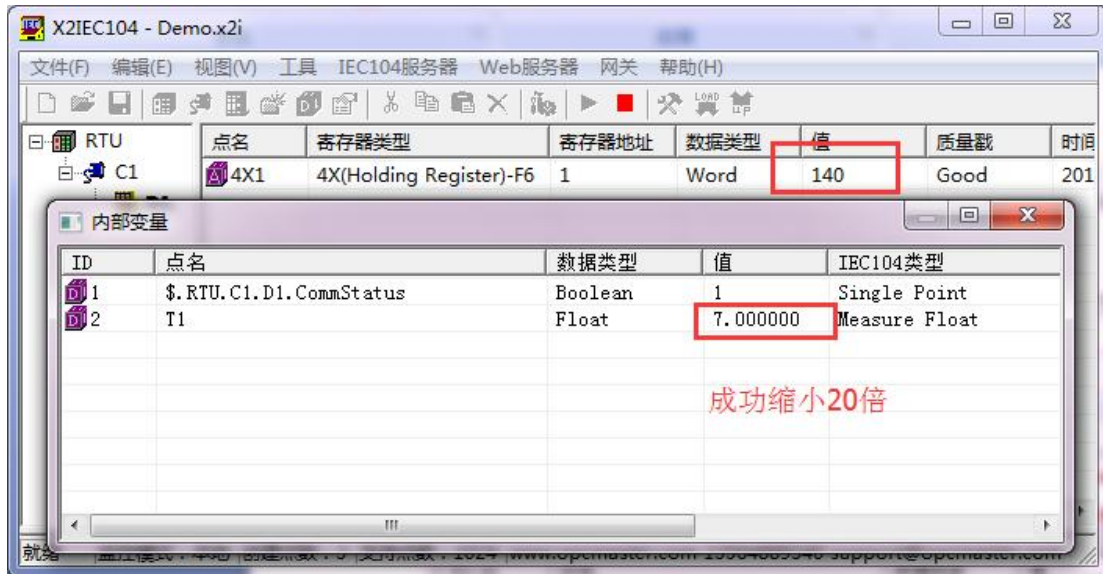 X2IEC104 - Demo.x2i
文件(F) 编辑(E) 视图(V) 工具 IEC104服务器 Web服务器 网关 帮助(H)
LOAD UP
RTU 点名 寄存器类型 寄存器地址 数据类型 值 质量戳
C1 4X1 4X(Holding Register)-F6 1 Word 140 Good 201
内部变量
ID 点名 数据类型 值 IEC104类型
1 $.RTU.C1.D1.CommStatus Boolean 1 Single Point
2 T1 Float 7.000000 Measure Float
成功缩小20倍
就绪